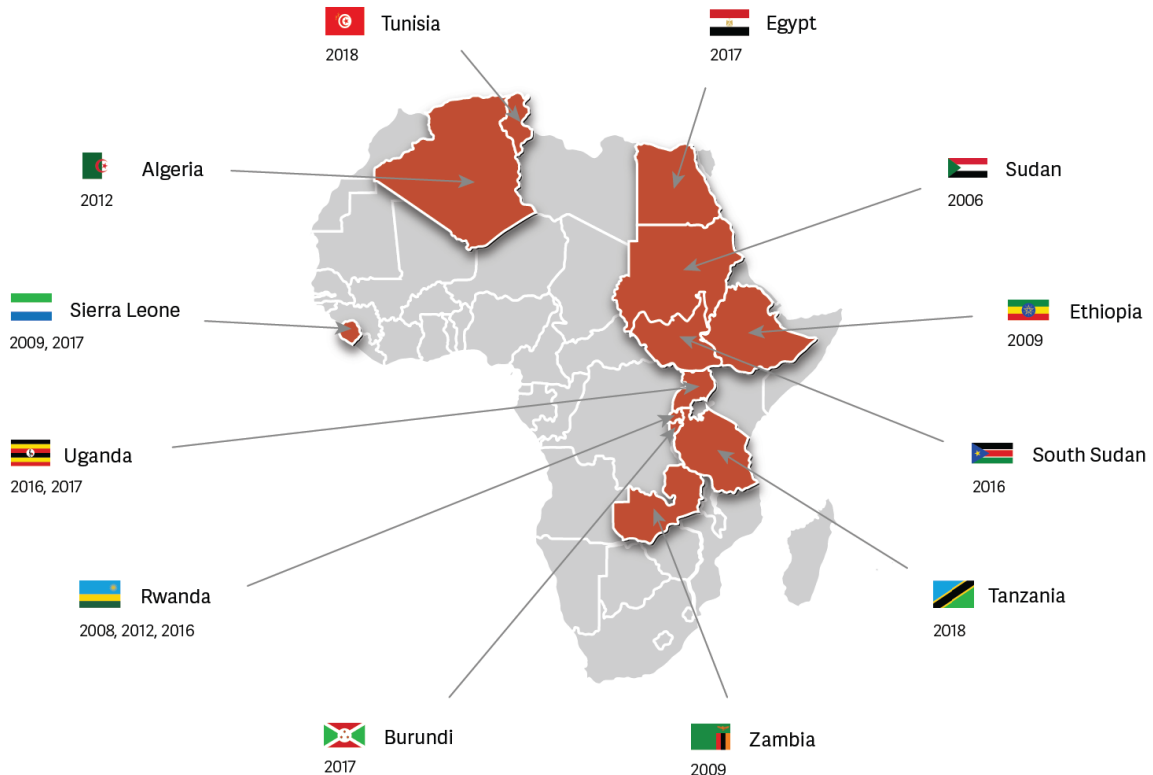 Tunisia
2018
Egypt
2017
Algeria
2012
Sudan
2006
Sierra Leone
2009, 2017
Ethiopia
2009
Uganda
2016, 2017
South Sudan
2016
Rwanda
2008, 2012, 2016
Tanzania
2018
Burundi
2017
Zambia
2009